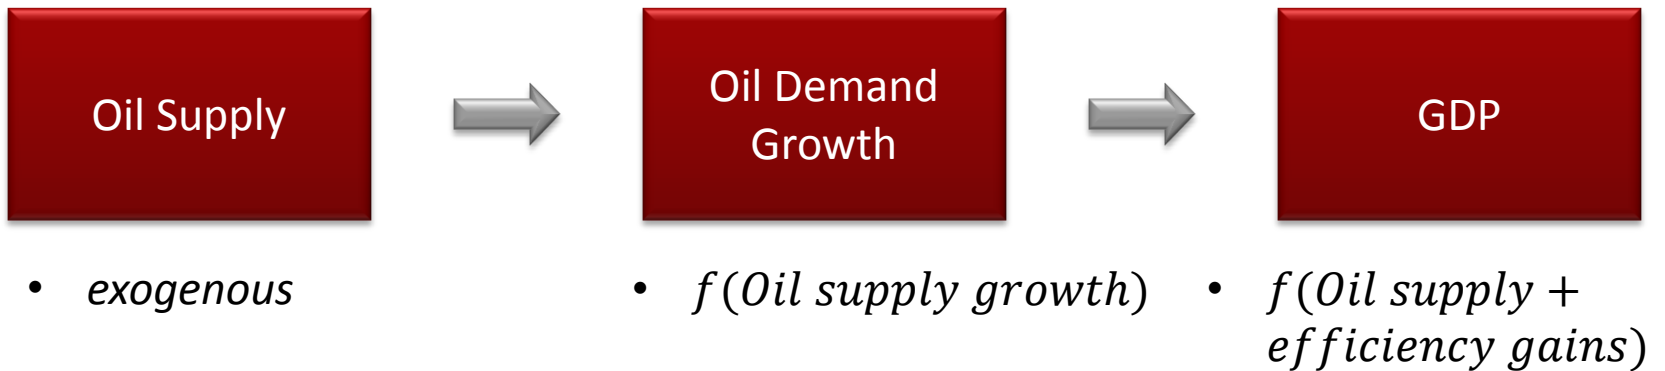 Oil Supply
Oil Demand
Growth
GDP
• exogenous
• f(Oil supply growth)
• f(Oil supply +
efficiency gains)